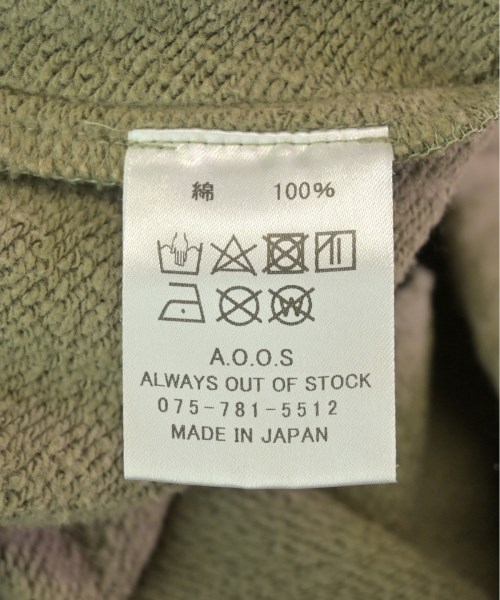 綿 100%
A.O.O.S
ALWAYS OUT OF STOCK
075-781-5512
MADE IN JAPAN